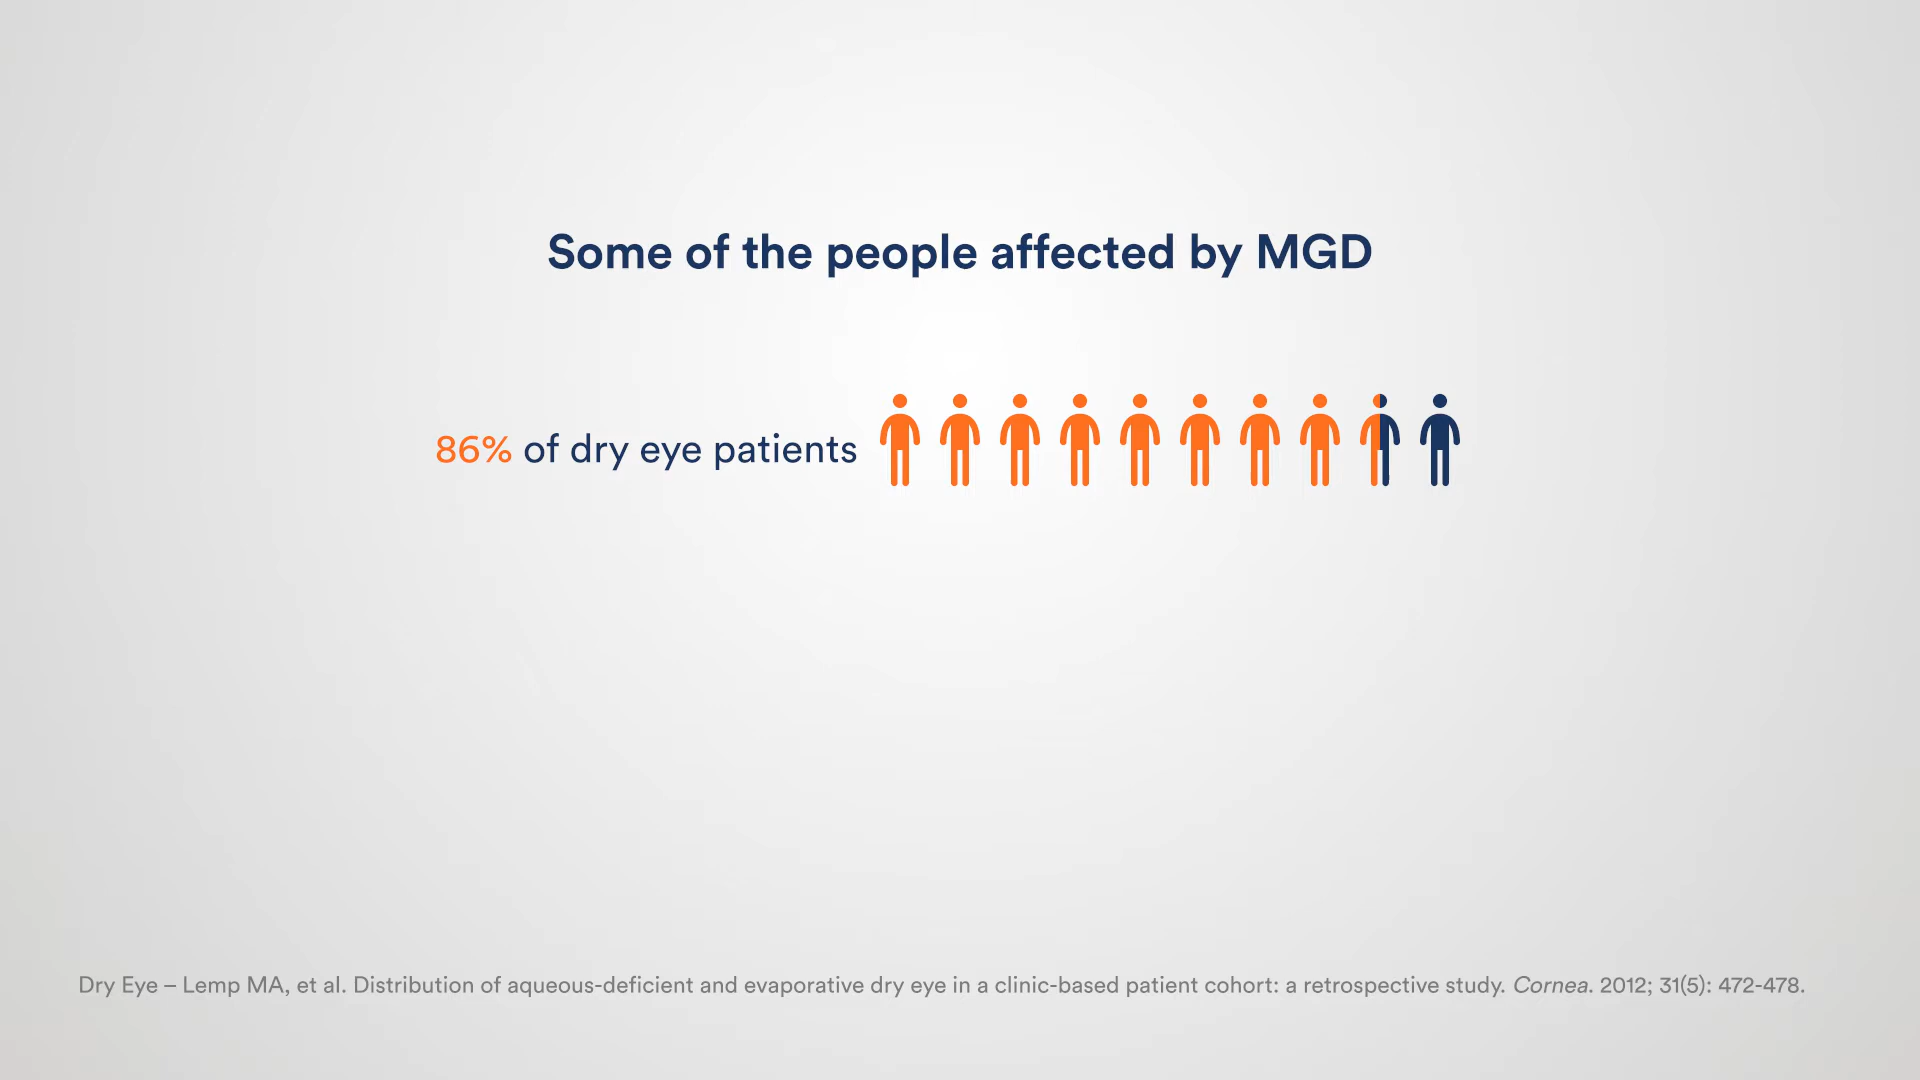 Some of the people affected by MGD
86% of dry eye patients
Dry Eye – Lemp MA, et al. Distribution of aqueous-deficient and evaporative dry eye in a clinic-based patient cohort: a retrospective study. Cornea. 2012; 31(5): 472-478.